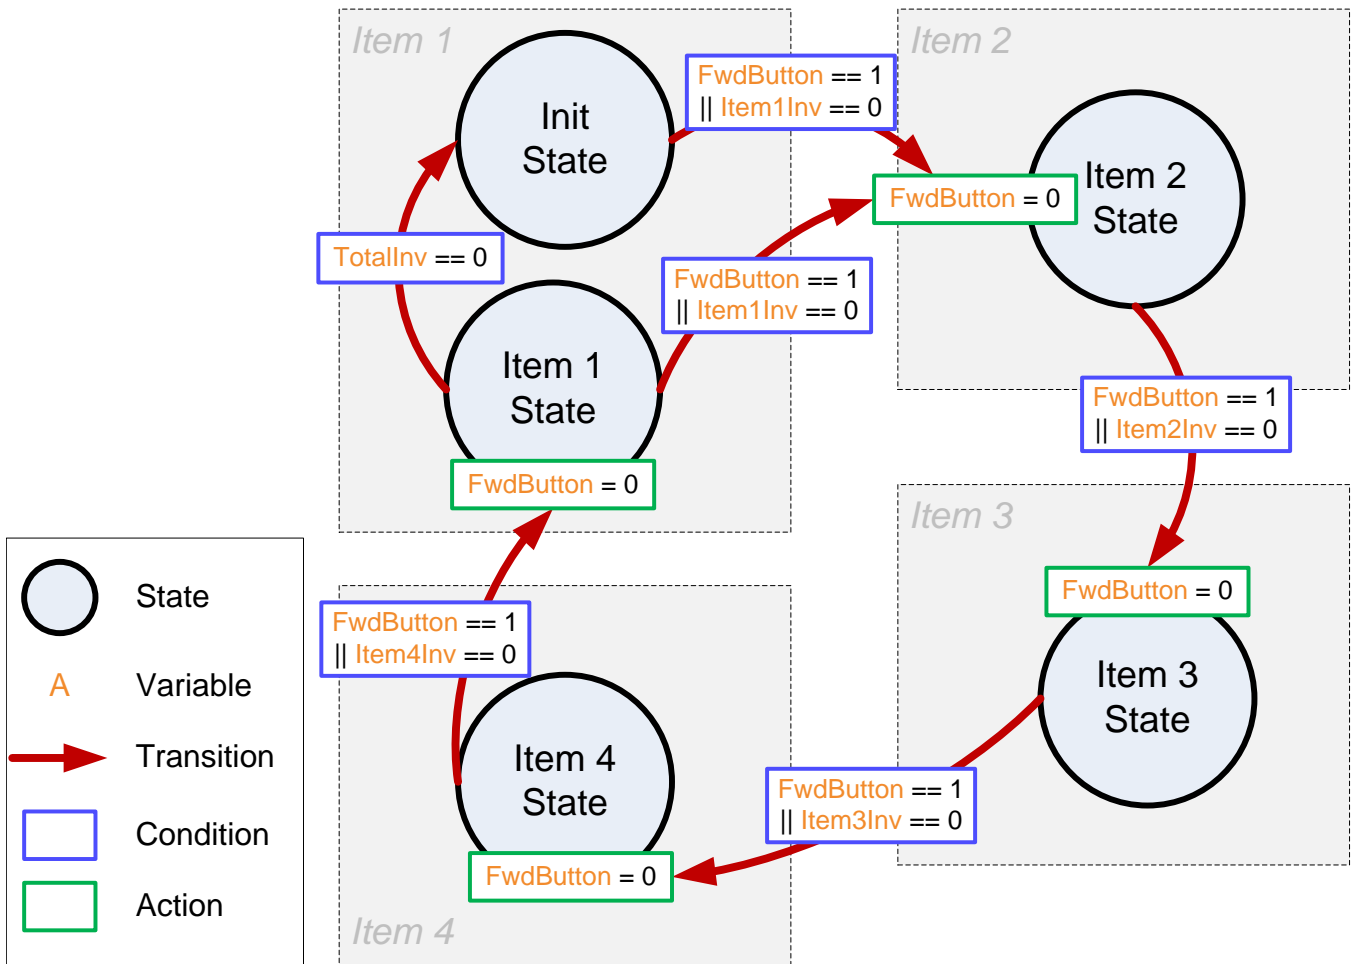 Item 1
Init
State
FwdButton == 1
|| Item1Inv == 0
Item 2
FwdButton = 0
Item 2
State
TotalInv == 0
FwdButton == 1
|| Item1Inv == 0
Item 1
State
FwdButton = 0
FwdButton == 1
|| Item2Inv == 0
Item 3
FwdButton = 0
Item 3
State
FwdButton == 1
|| Item4Inv == 0
Item 4
State
FwdButton == 1
|| Item3Inv == 0
FwdButton = 0
Item 4
State
A
Variable
Transition
Condition
Action